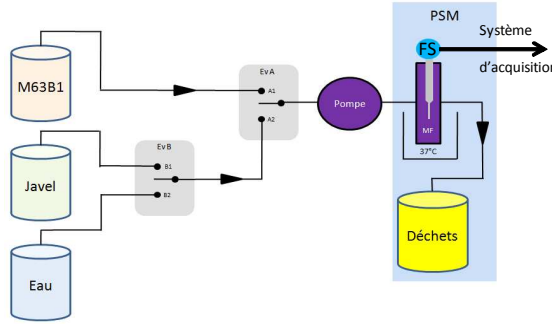 PSM
Système
d'acquisition
FS
M63B1
EvA
A1
A2
Pompe
MF
37°C
Javel
EvB
B1
B2
Déchets
Eau